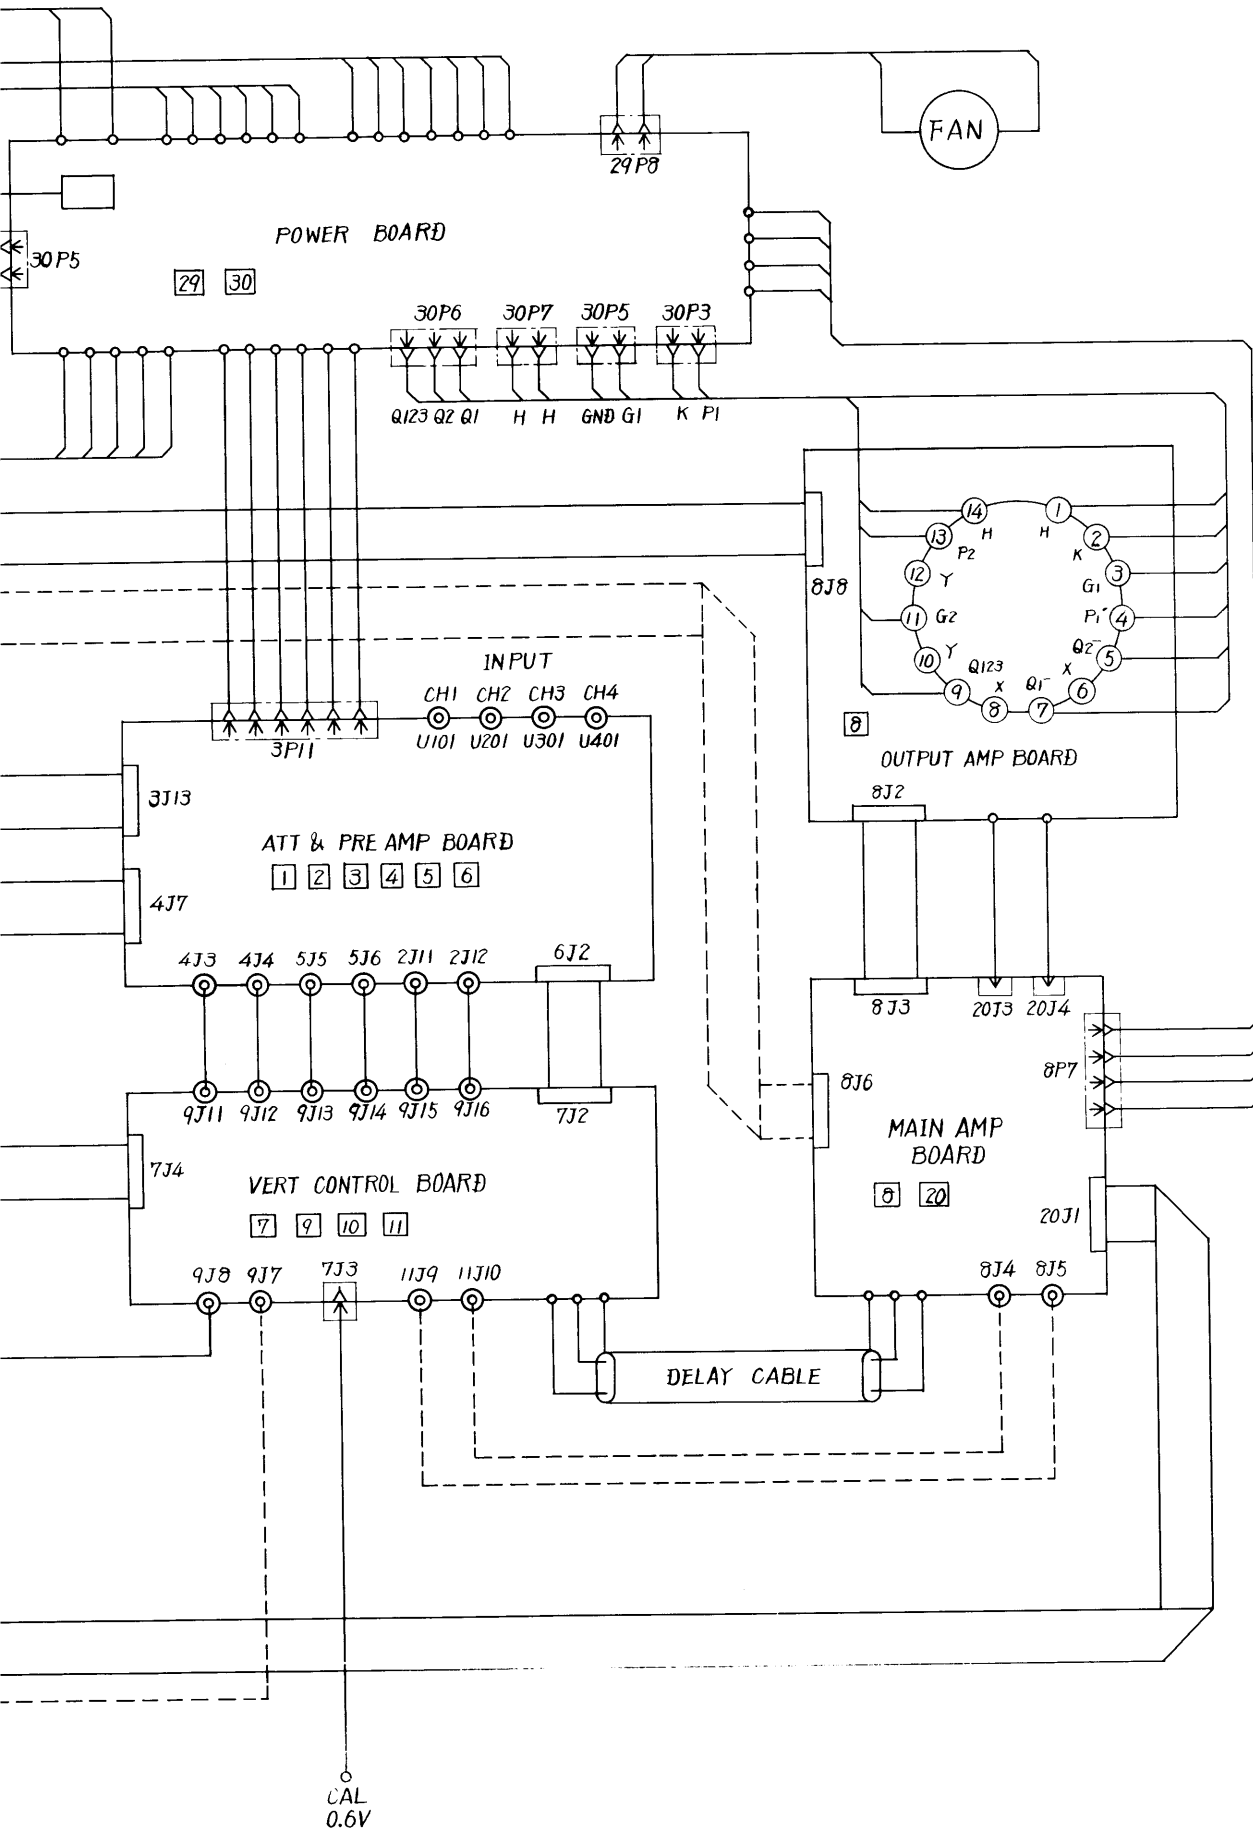 FAN
29P8
POWER BOARD
30P5
29 30
30P6 30P7 30P5 30P3
Q123 Q2 Q1 H H GND G1 K P1
14 1
13 H H 2
P2 K
12 Y G1 3
8J8
11 G2 P1' 4
10 Y Q2 5
9 Q123 X 8 Q1 7 X 6
8
OUTPUT AMP BOARD
8J2
INPUT
CH1 CH2 CH3 CH4
U101 U201 U301 U401
3P11
3J13
ATT & PRE AMP BOARD
1 2 3 4 5 6
4J7
4J3 4J4 5J5 5J6 2J11 2J12 6J2
8J3 20J3 20J4
8P7
8J6
9J11 9J12 9J13 9J14 9J15 9J16 7J2
MAIN AMP
BOARD
8 20
7J4
VERT CONTROL BOARD
7 9 10 11
20J1
9J8 9J7 7J3 11J9 11J10
8J4 8J5
DELAY CABLE
CAL
0.6V